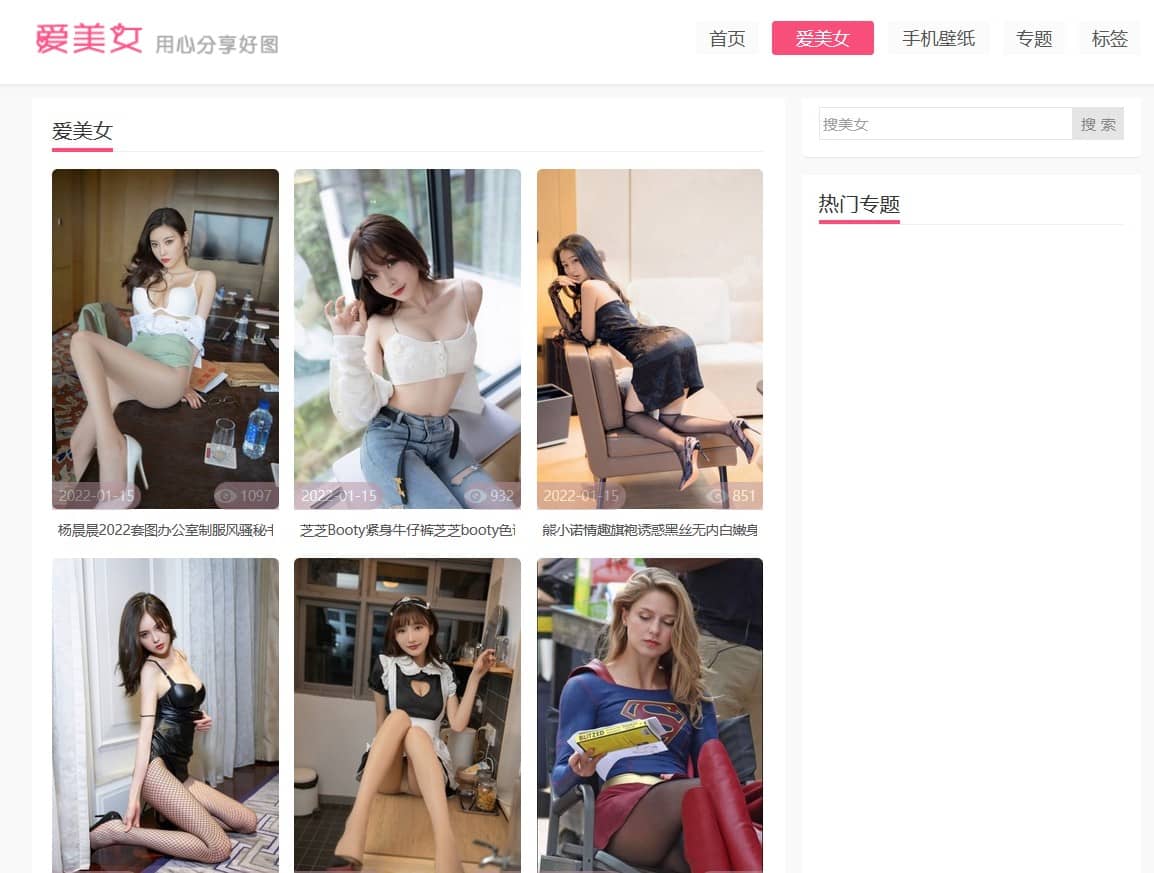 爱美女 用心分享好图
首页 爱美女 手机壁纸 专题 标签
爱美女
搜美女 搜 索
热门专题
2022-01-15 1097
2022-01-15 932
2022-01-15 851
杨晨晨2022套图办公室制服风骚秘书
芝芝Booty紧身牛仔裤芝芝booty色
熊小诺情趣旗袍诱惑黑丝无内白嫩身
BLITZED